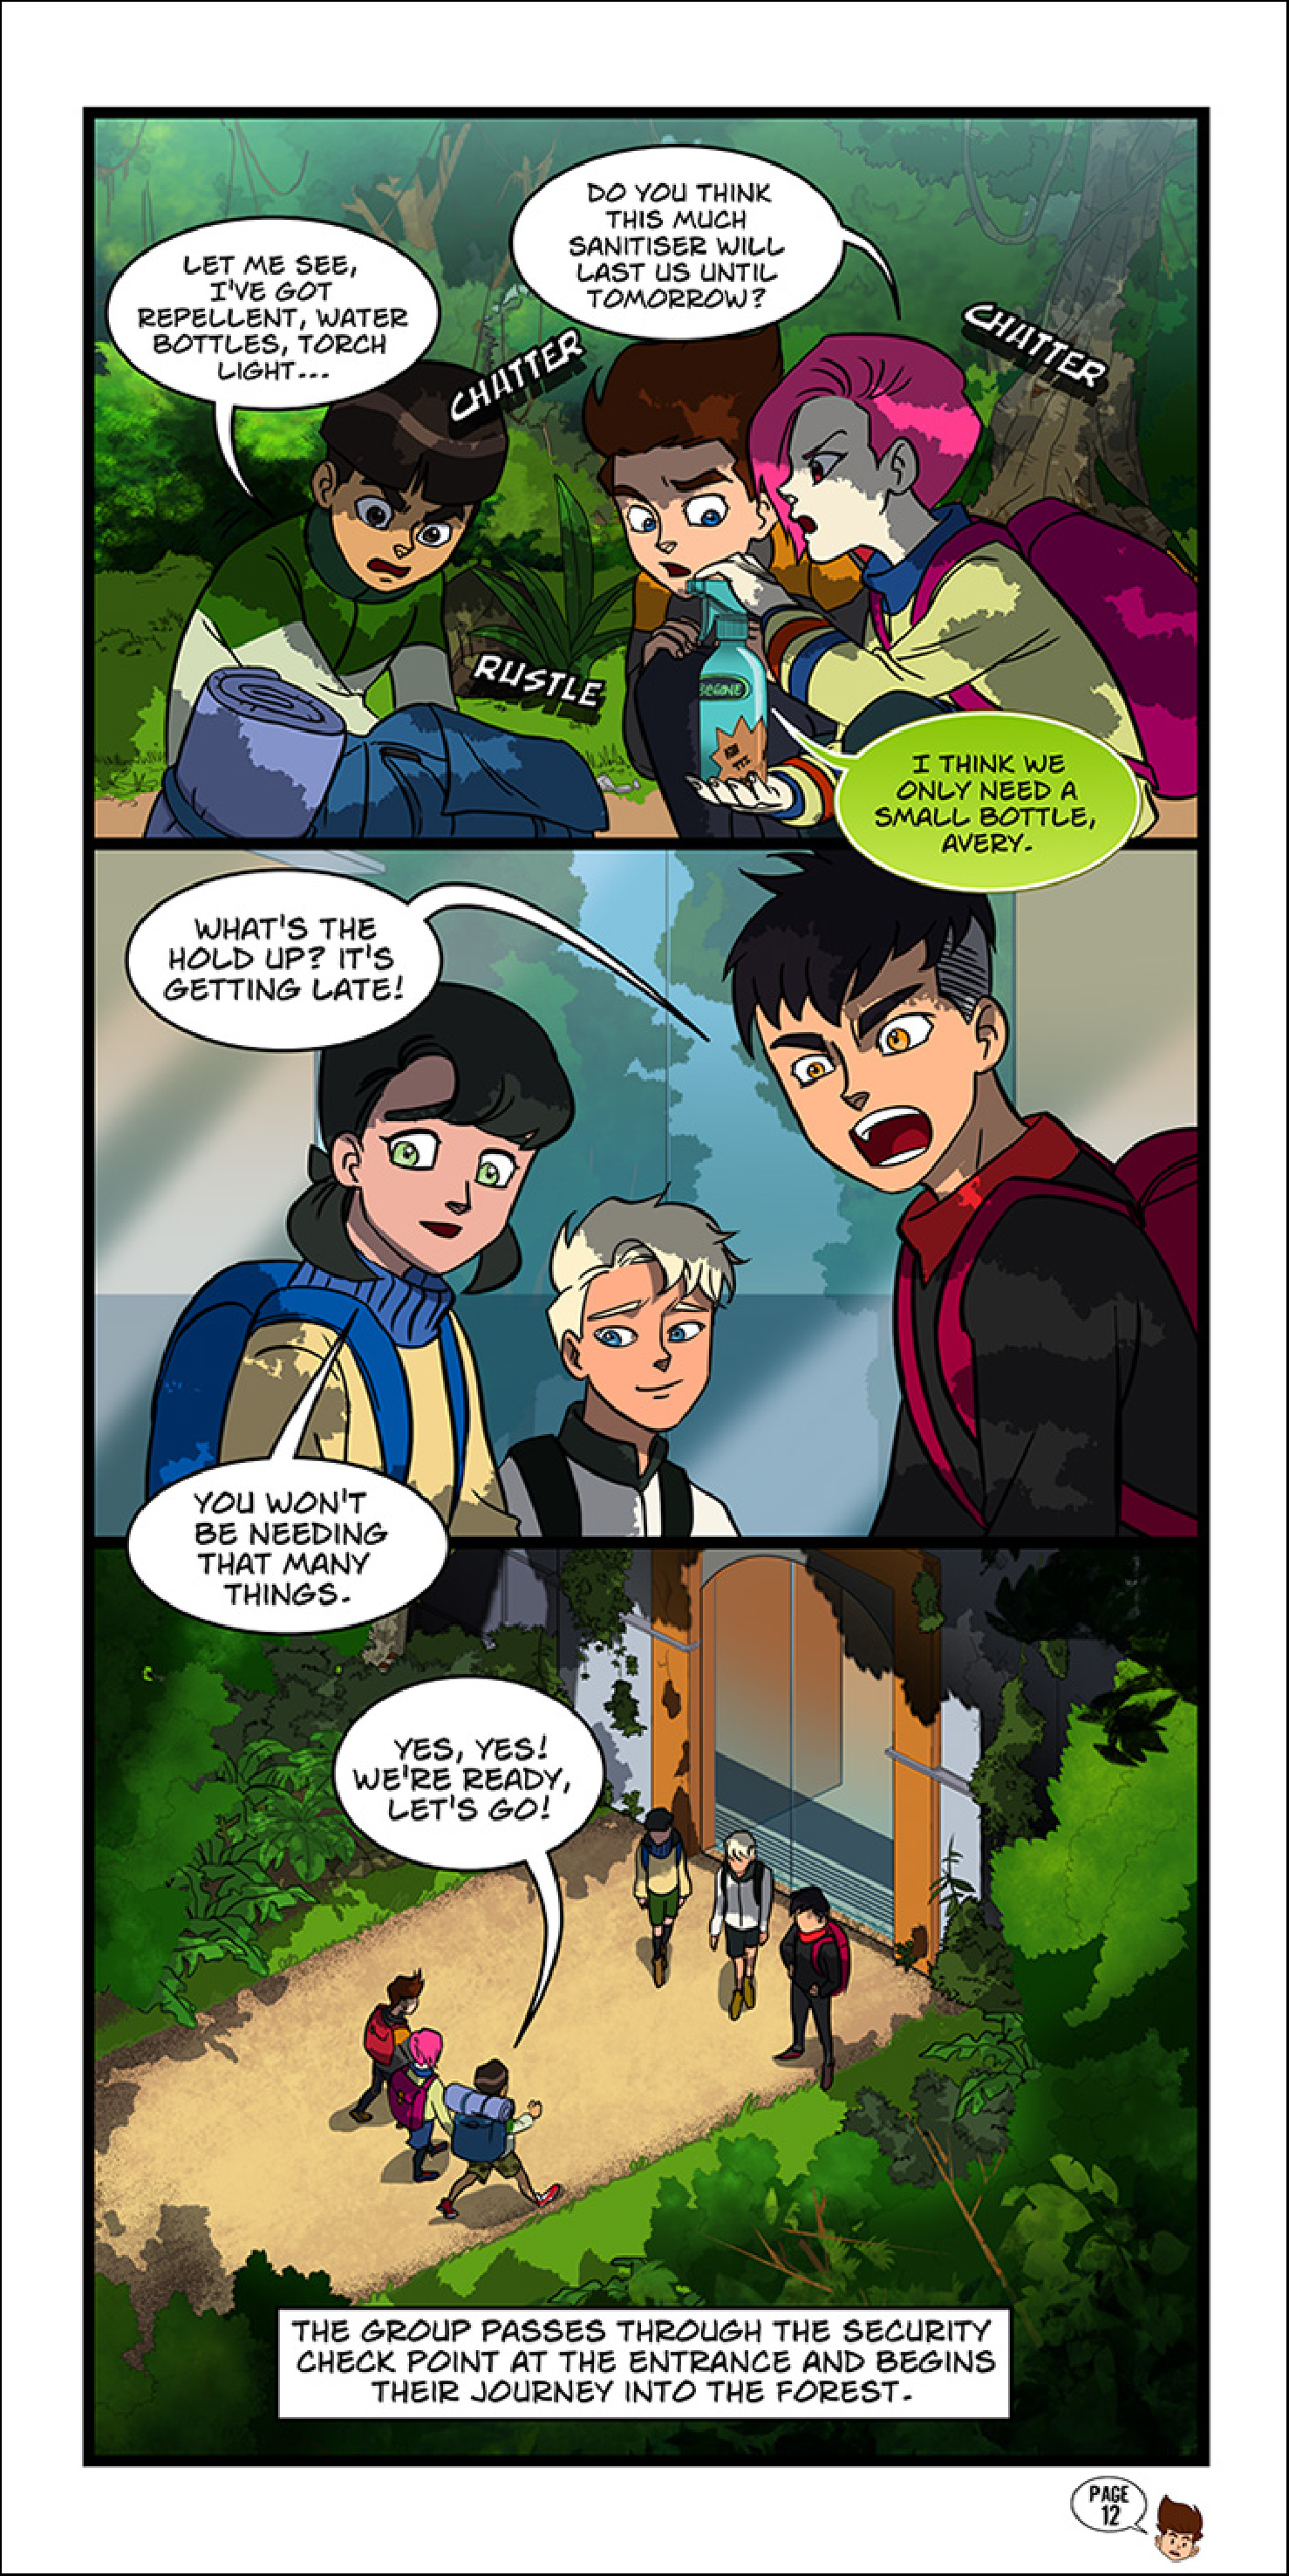 LET ME SEE,
I'VE GOT
REPELLENT, WATER
BOTTLES, TORCH
LIGHT...
DO YOU THINK
THIS MUCH
SANITISER WILL
LAST US UNTIL
TOMORROW?
CHATTER
CHATTER
RUSTLE
BEGONE
I THINK WE
ONLY NEED A
SMALL BOTTLE,
AVERY.
WHAT'S THE
HOLD UP? IT'S
GETTING LATE!
YOU WON'T
BE NEEDING
THAT MANY
THINGS.
YES, YES!
WE'RE READY,
LET'S GO!
THE GROUP PASSES THROUGH THE SECURITY
CHECK POINT AT THE ENTRANCE AND BEGINS
THEIR JOURNEY INTO THE FOREST.
PAGE
12